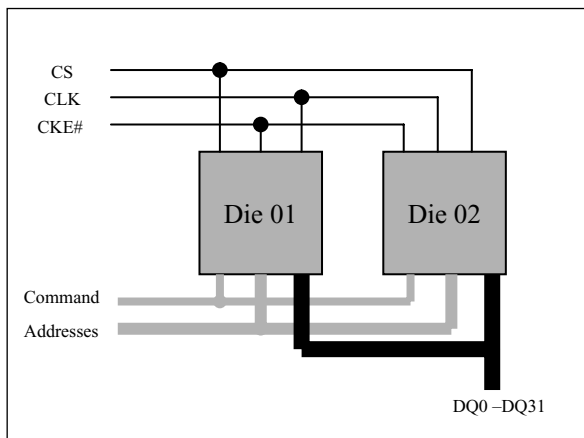 CS
CLK
CKE#
Die 01
Die 02
Command
Addresses
DQ0 –DQ31